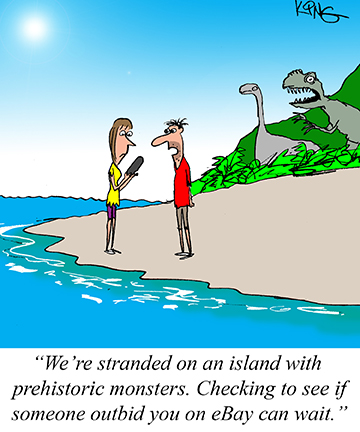 KING
“We’re stranded on an island with
prehistoric monsters. Checking to see if
someone outbid you on eBay can wait.”